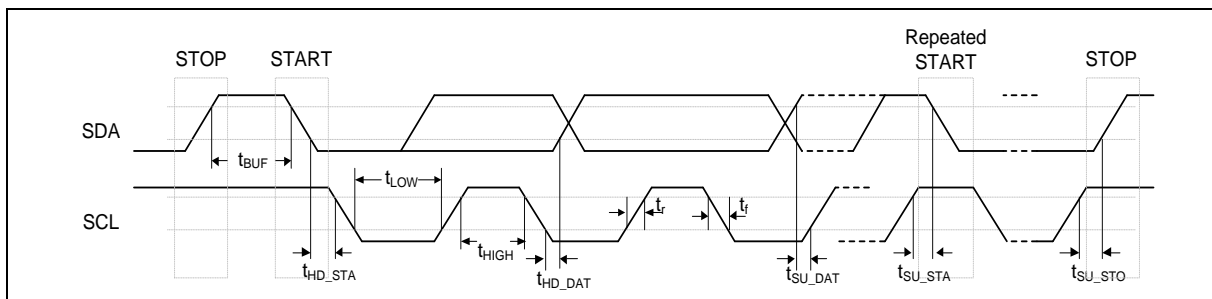 STOP
START
Repeated
START
STOP
SDA
tBUF
tLOW
SCL
tr
tf
tHIGH
tHD_STA
tHD_DAT
tSU_DAT
tSU_STA
tSU_STO